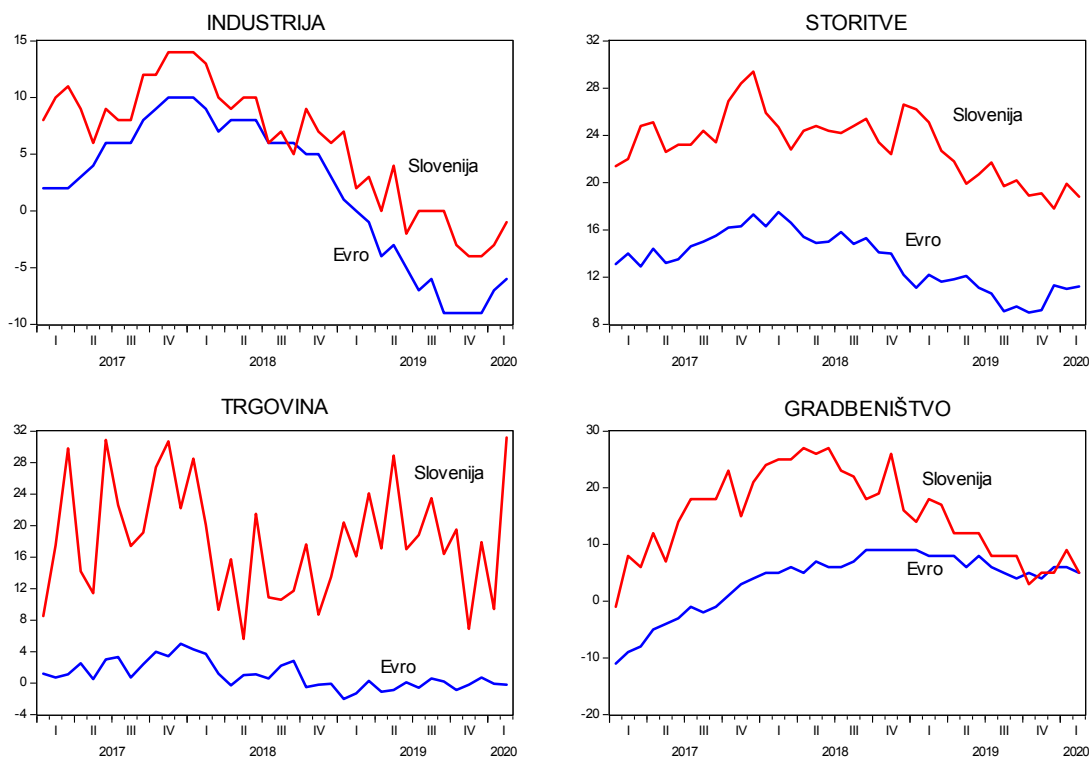 INDUSTRIJA
15
10
5
0
-5
-10
Slovenija
Evro
I II III IV I II III IV I II III IV I
2017 2018 2019 2020
STORITVE
32
28
24
20
16
12
8
Slovenija
Evro
I II III IV I II III IV I II III IV I
2017 2018 2019 2020
TRGOVINA
32
28
24
20
16
12
8
4
0
-4
Slovenija
Evro
I II III IV I II III IV I II III IV I
2017 2018 2019 2020
GRADBENIŠTVO
30
20
10
0
-10
-20
Slovenija
Evro
I II III IV I II III IV I II III IV I
2017 2018 2019 2020